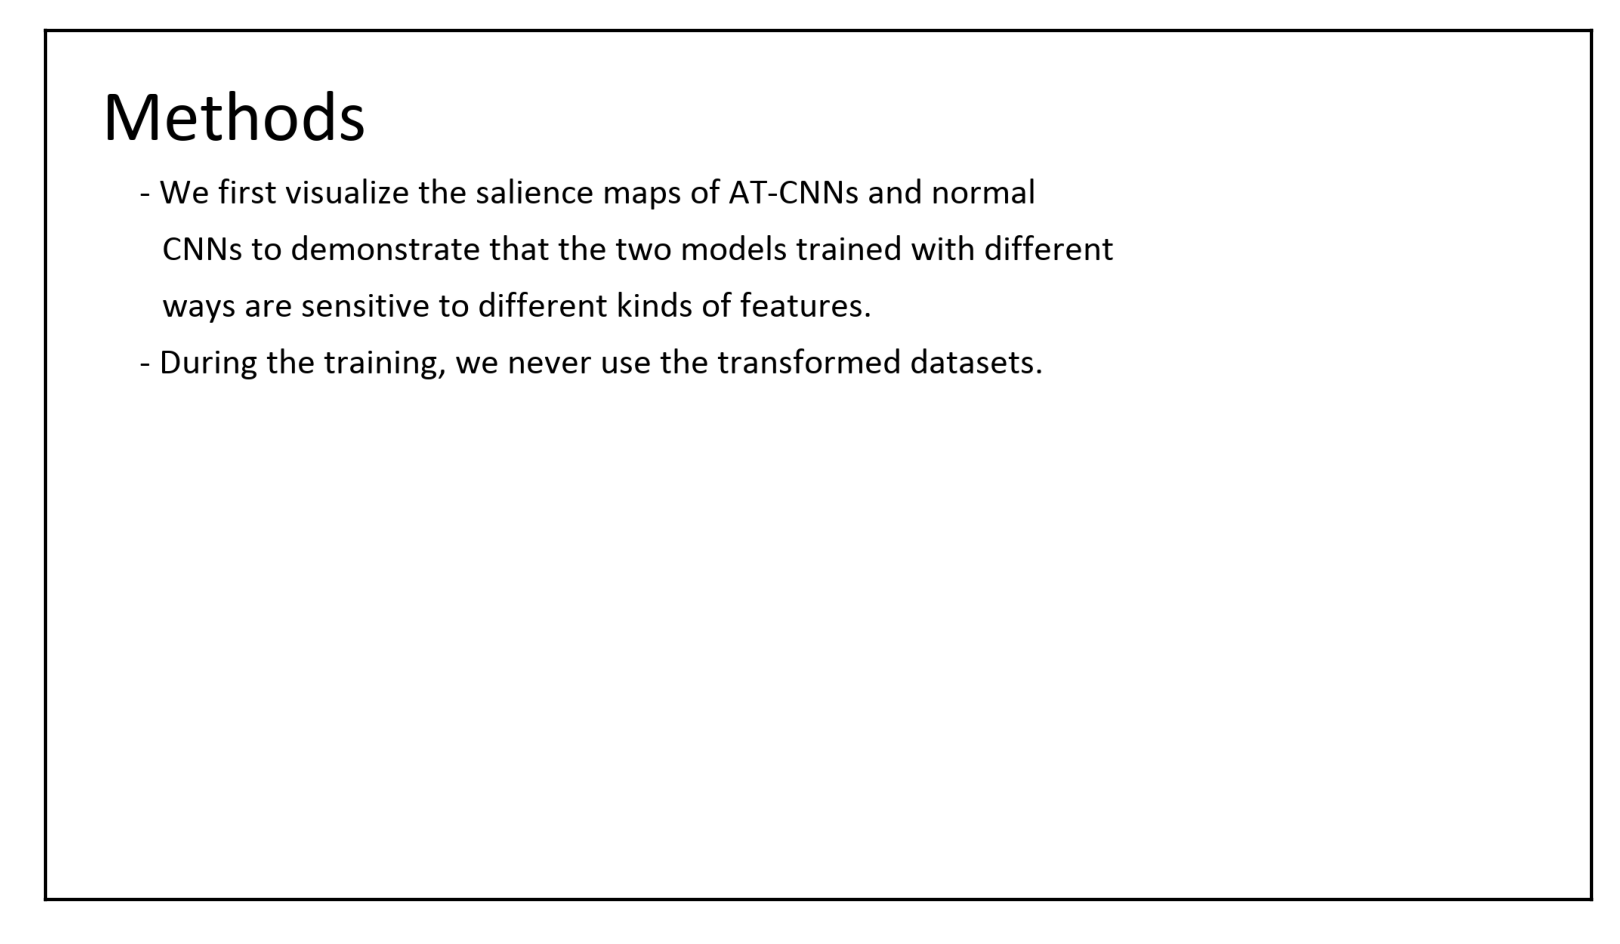 Methods
- We first visualize the salience maps of AT-CNNs and normal
CNNs to demonstrate that the two models trained with different
ways are sensitive to different kinds of features.
- During the training, we never use the transformed datasets.